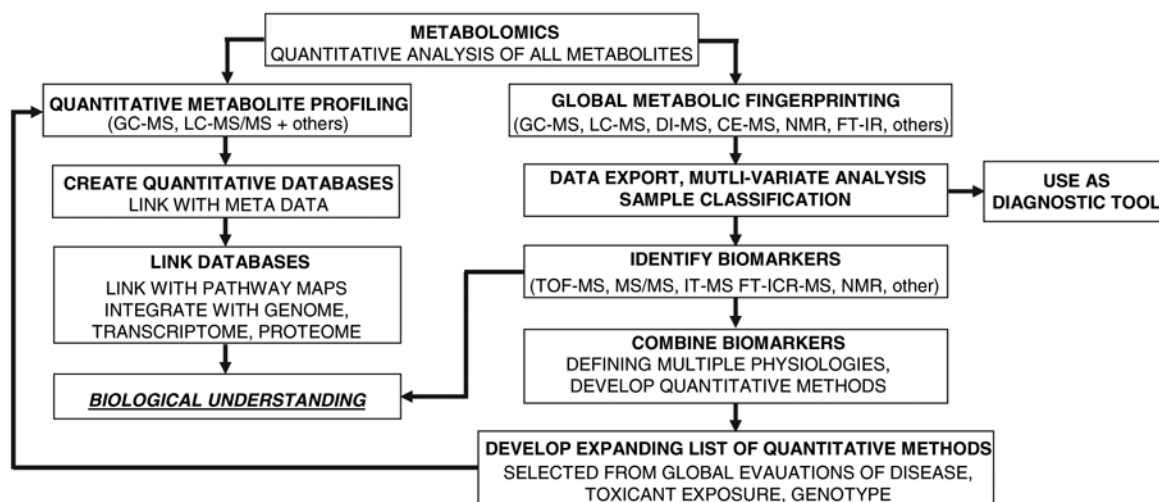 METABOLOMICS
QUANTITATIVE ANALYSIS OF ALL METABOLITES
QUANTITATIVE METABOLITE PROFILING
(GC-MS, LC-MS/MS + others)
CREATE QUANTITATIVE DATABASES
LINK WITH META DATA
LINK DATABASES
LINK WITH PATHWAY MAPS
INTEGRATE WITH GENOME,
TRANSCRIPTOME, PROTEOME
BIOLOGICAL UNDERSTANDING
GLOBAL METABOLIC FINGERPRINTING
(GC-MS, LC-MS, DI-MS, CE-MS, NMR, FT-IR, others)
DATA EXPORT, MUTLI-VARIATE ANALYSIS
SAMPLE CLASSIFICATION
USE AS
DIAGNOSTIC TOOL
IDENTIFY BIOMARKERS
(TOF-MS, MS/MS, IT-MS FT-ICR-MS, NMR, other)
COMBINE BIOMARKERS
DEFINING MULTIPLE PHYSIOLOGIES,
DEVELOP QUANTITATIVE METHODS
DEVELOP EXPANDING LIST OF QUANTITATIVE METHODS
SELECTED FROM GLOBAL EVAUATIONS OF DISEASE,
TOXICANT EXPOSURE, GENOTYPE